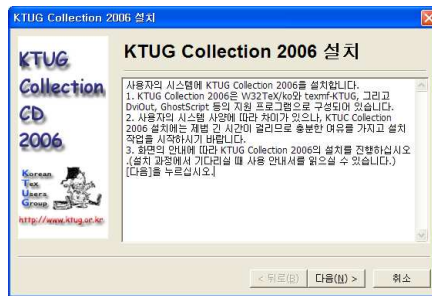 KTUG Collection 2006 설치
KTUG
Collection
CD
2006
Korean
TeX
Users
Group
http://www.ktug.or.kr
KTUG Collection 2006 설치
사용자의 시스템에 KTUG Collection 2006을 설치합니다.
1. KTUG Collection 2006은 W32TeX/ko와 texmf-KTUG, 그리고
DviOut, GhostScript 등의 지원 프로그램으로 구성되어 있습니다.
2. 사용자의 시스템 사양에 따라 차이가 있으나, KTUC Collection
2006 설치에는 제법 긴 시간이 걸리므로 충분한 여유를 가지고 설치
작업을 시작하시기 바랍니다.
3. 화면의 안내에 따라 KTUG Collection 2006의 설치를 진행하십시오
.(설치 과정에서 기다리실 때 사용 안내서를 읽으실 수 있습니다.)
[다음]을 누르십시오.
< 뒤로(B) 다음(N) > 취소